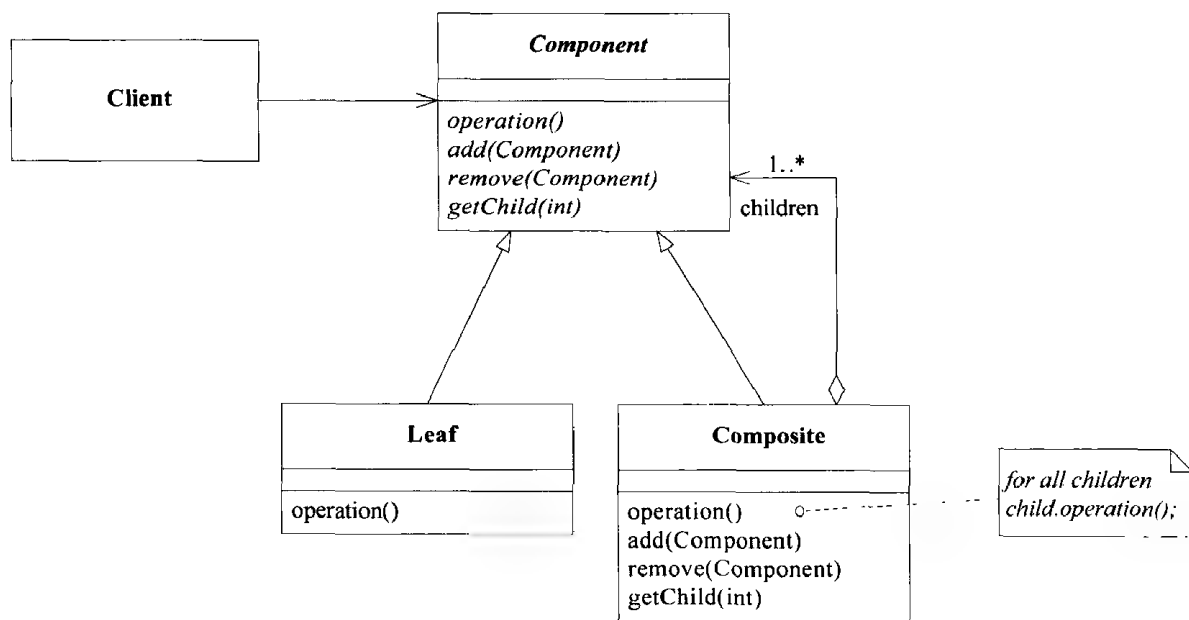 Component
Client
operation()
add(Component)
remove(Component)
getChild(int)
1..*
children
Leaf
operation()
Composite
operation()
add(Component)
remove(Component)
getChild(int)
for all children
child.operation();